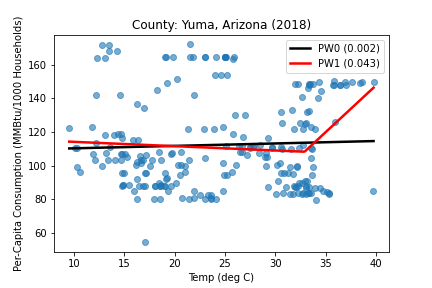 County: Yuma, Arizona (2018)
Per-Capita Consumption (MMBtu/1000 Households)
160
140
120
100
80
60
PW0 (0.002)
PW1 (0.043)
10
15
20
25
30
35
40
Temp (deg C)